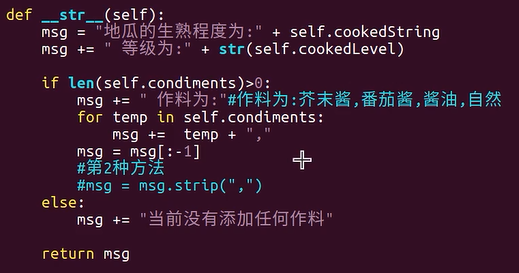 def __str__(self):
    msg = "地瓜的生熟程度为:" + self.cookedString
    msg += " 等级为:" + str(self.cookedLevel)

    if len(self.condiments)>0:
        msg += " 作料为:"#作料为:芥末酱,番茄酱,酱油,自然
        for temp in self.condiments:
            msg +=  temp + ","
        msg = msg[:-1]
        #第2种方法
        #msg = msg.strip(",")
    else:
        msg += "当前没有添加任何作料"

    return msg